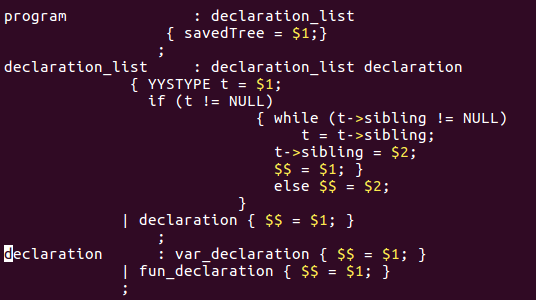 program : declaration_list
{ savedTree = $1;}
;
declaration_list : declaration_list declaration
{ YYSTYPE t = $1;
if (t != NULL)
{ while (t->sibling != NULL)
t = t->sibling;
t->sibling = $2;
$$ = $1; }
else $$ = $2;
}
| declaration { $$ = $1; }
;
declaration : var_declaration { $$ = $1; }
| fun_declaration { $$ = $1; }
;